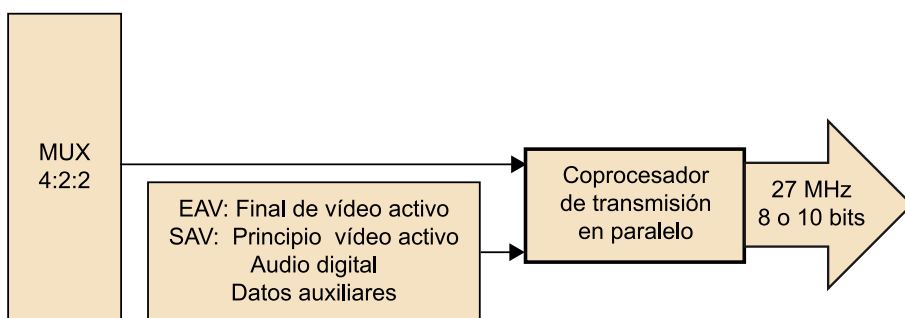 MUX
4:2:2
EAV: Final de vídeo activo
SAV: Principio vídeo activo
Audio digital
Datos auxiliares
Coprocesador
de transmisión
en paralelo
27 MHz
8 o 10 bits